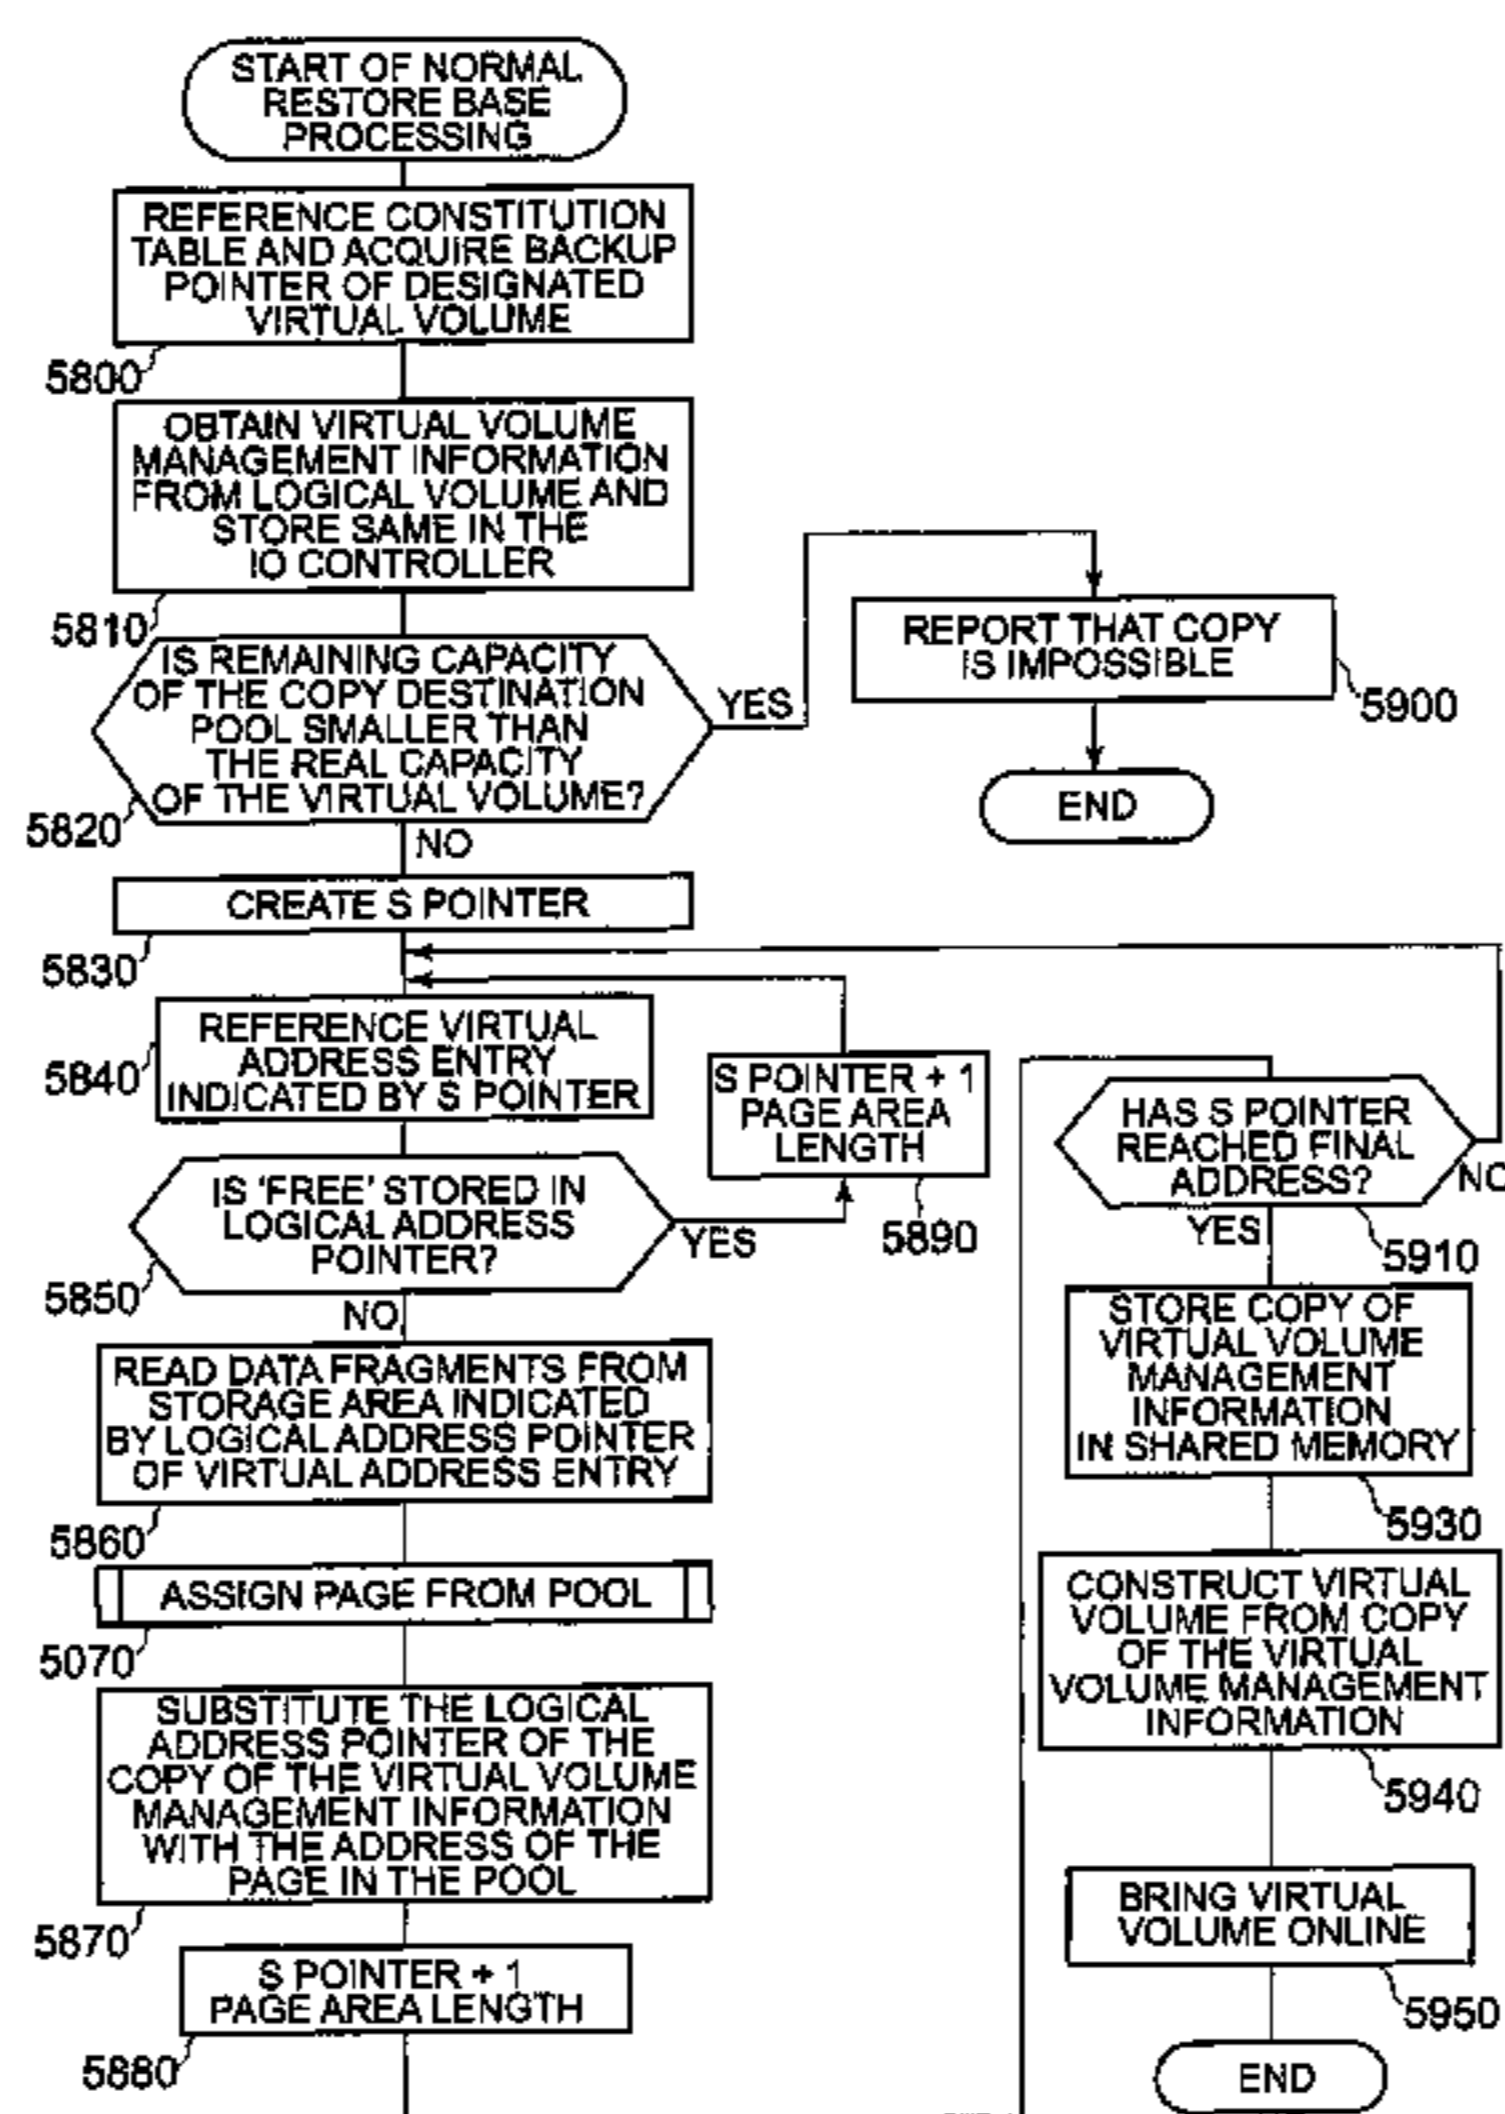 START OF NORMAL
RESTORE BASE
PROCESSING
REFERENCE CONSTITUTION
TABLE AND ACQUIRE BACKUP
POINTER OF DESIGNATED
VIRTUAL VOLUME
5800
OBTAIN VIRTUAL VOLUME
MANAGEMENT INFORMATION
FROM LOGICAL VOLUME AND
STORE SAME IN THE
IO CONTROLLER
5810
IS REMAINING CAPACITY
OF THE COPY DESTINATION
POOL SMALLER THAN
THE REAL CAPACITY
OF THE VIRTUAL VOLUME?
5820
YES
NO
REPORT THAT COPY
IS IMPOSSIBLE
5900
END
CREATE S POINTER
5830
REFERENCE VIRTUAL
ADDRESS ENTRY
INDICATED BY S POINTER
5840
IS 'FREE' STORED IN
LOGICAL ADDRESS
POINTER?
5850
YES
NO
S POINTER + 1
PAGE AREA
LENGTH
5890
READ DATA FRAGMENTS FROM
STORAGE AREA INDICATED
BY LOGICAL ADDRESS POINTER
OF VIRTUAL ADDRESS ENTRY
5860
ASSIGN PAGE FROM POOL
5070
SUBSTITUTE THE LOGICAL
ADDRESS POINTER OF THE
COPY OF THE VIRTUAL VOLUME
MANAGEMENT INFORMATION
WITH THE ADDRESS OF THE
PAGE IN THE POOL
5870
S POINTER + 1
PAGE AREA LENGTH
5880
HAS S POINTER
REACHED FINAL
ADDRESS?
NO
YES
5910
STORE COPY OF
VIRTUAL VOLUME
MANAGEMENT
INFORMATION
IN SHARED MEMORY
5930
CONSTRUCT VIRTUAL
VOLUME FROM COPY
OF THE VIRTUAL
VOLUME MANAGEMENT
INFORMATION
5940
BRING VIRTUAL
VOLUME ONLINE
5950
END